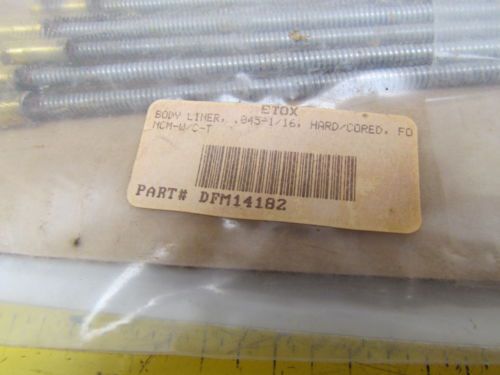 ETOX
BODY LINER, .045-1/16, HARD/CORED, FO
MCM-W/C-T
PART# DFM14182